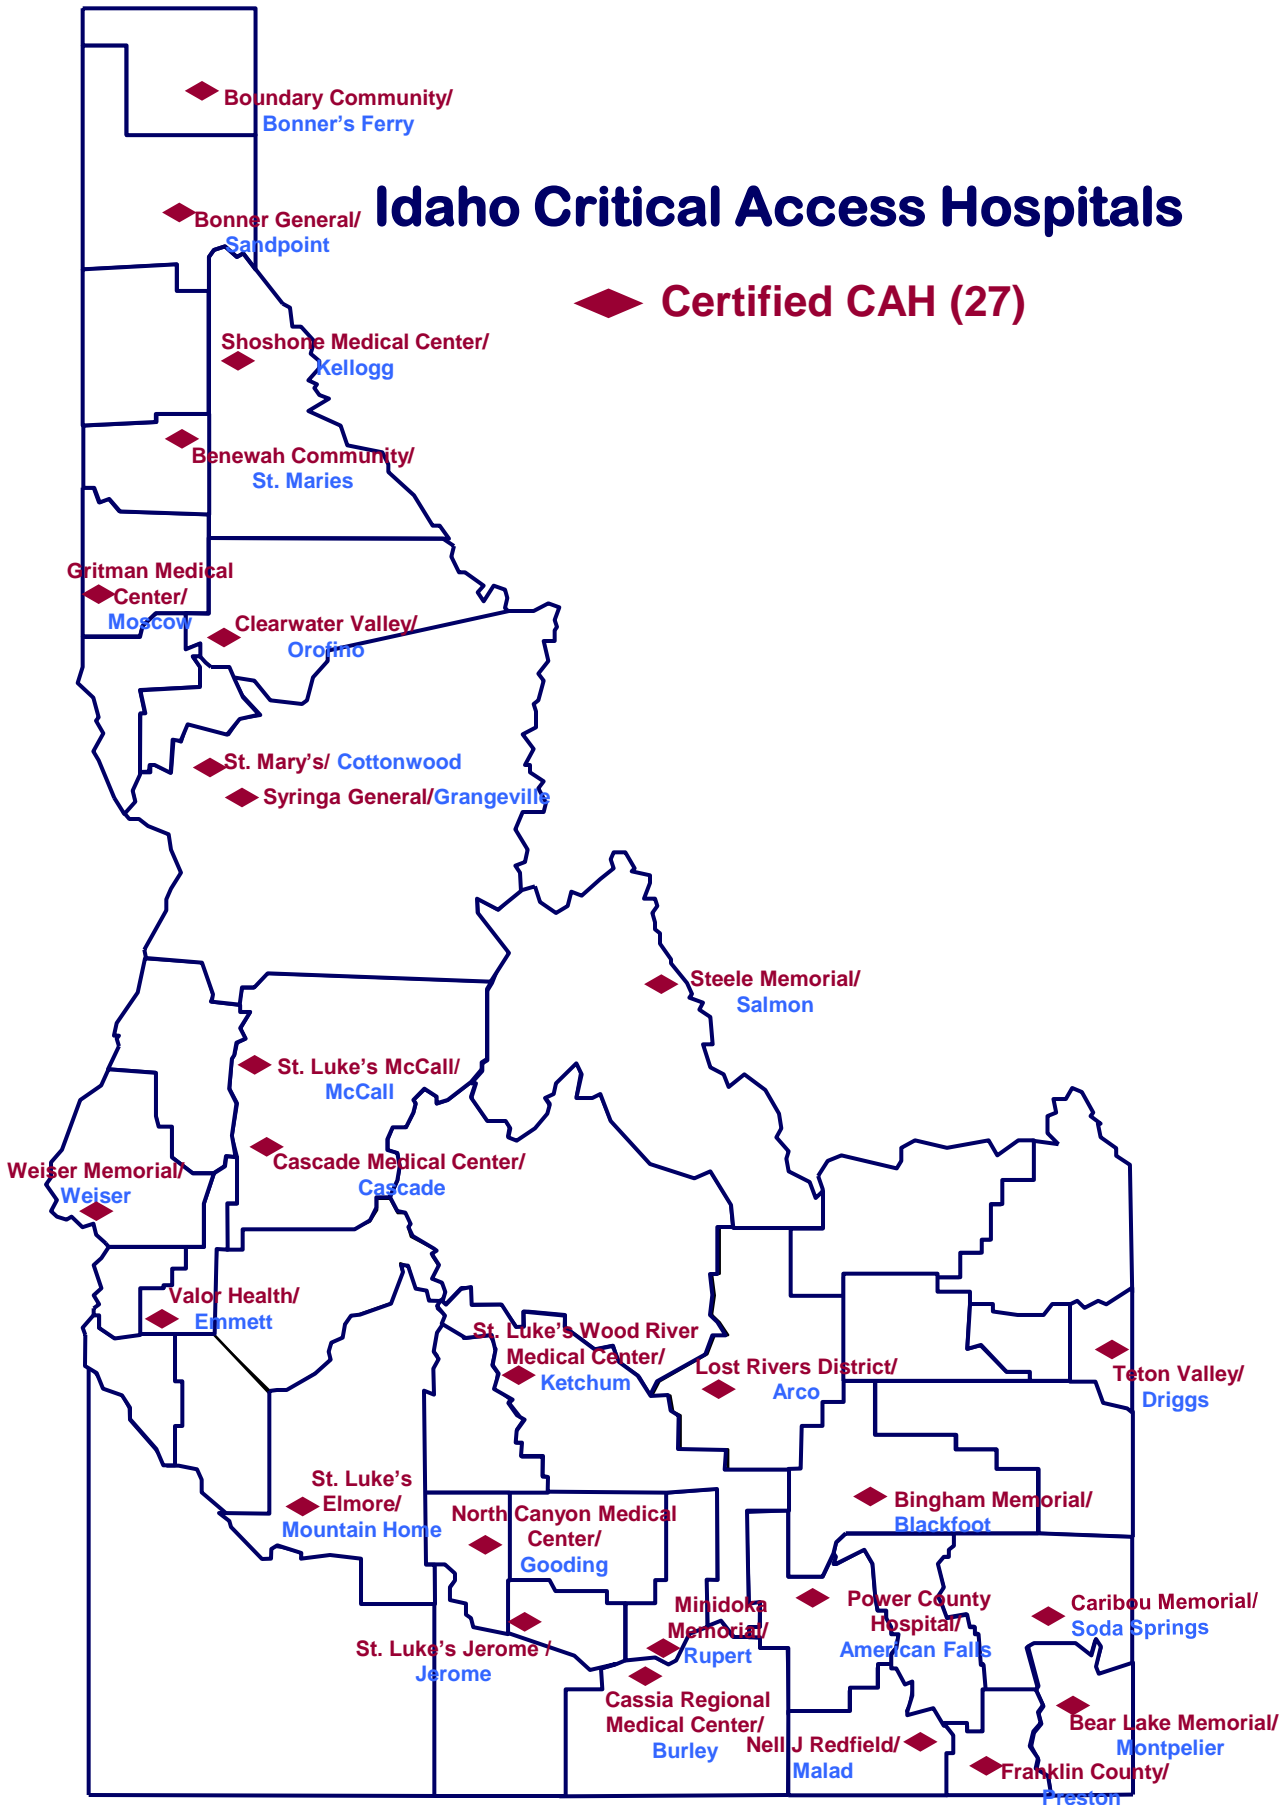 Boundary Community/
Bonner’s Ferry
Idaho Critical Access Hospitals
Bonner General/
Sandpoint
Certified CAH (27)
Shoshone Medical Center/
Kellogg
Benewah Community/
St. Maries
Gritman Medical
Center/
Moscow
Clearwater Valley/
Orofino
St. Mary’s/ Cottonwood
Syringa General/Grangeville
Steele Memorial/
Salmon
St. Luke’s McCall/
McCall
Cascade Medical Center/
Cascade
Weiser Memorial/
Weiser
Valor Health/
Emmett
St. Luke’s Wood River
Medical Center/
Ketchum
Lost Rivers District/
Arco
Teton Valley/
Driggs
St. Luke’s
Elmore/
Mountain Home
North Canyon Medical
Center/
Gooding
Bingham Memorial/
Blackfoot
St. Luke’s Jerome /
Jerome
Minidoka
Memorial/
Rupert
Power County
Hospital/
American Falls
Caribou Memorial/
Soda Springs
Cassia Regional
Medical Center/
Burley
Nell J Redfield/
Malad
Bear Lake Memorial/
Montpelier
Franklin County/
Preston